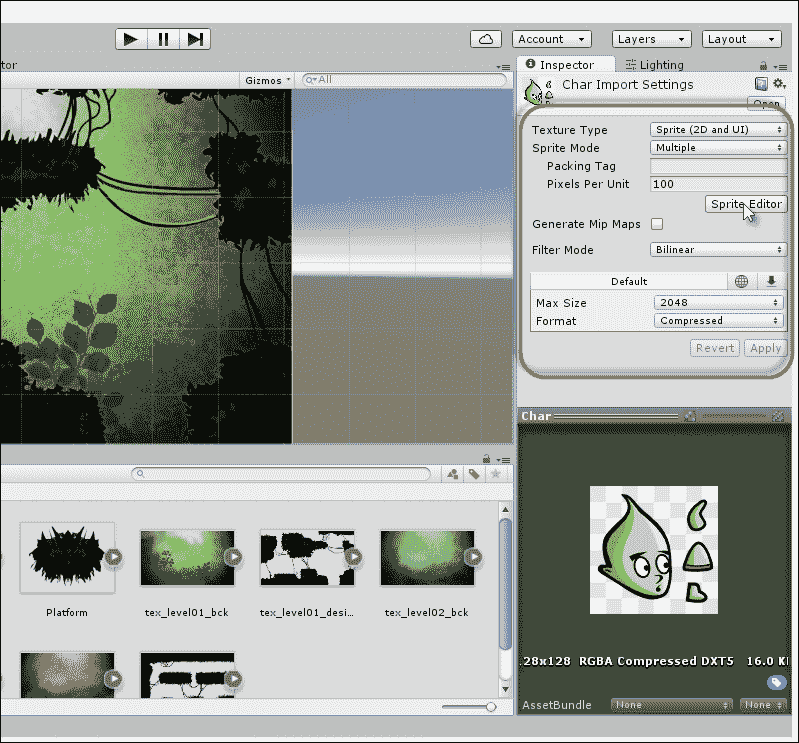 Account
Layers
Layout
tor
Gizmos
All
Inspector
Lighting
Char Import Settings
Open
Texture Type
Sprite (2D and UI)
Sprite Mode
Multiple
Packing Tag
Pixels Per Unit
100
Sprite Editor
Generate Mip Maps
Filter Mode
Bilinear
Default
Max Size
2048
Format
Compressed
Revert
Apply
Char
Platform
tex_level01_bck
tex_level01_desi...
tex_level02_bck
.28x128 RGBA Compressed DXT5 16.0 K
AssetBundle
None
None